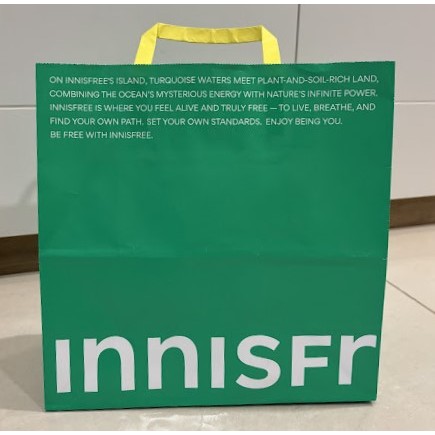 ON INNISFREE'S ISLAND, TURQUOISE WATERS MEET PLANT-AND-SOIL-RICH LAND,
COMBINING THE OCEAN'S MYSTERIOUS ENERGY WITH NATURE'S INFINITE POWER.
INNISFREE IS WHERE YOU FEEL ALIVE AND TRULY FREE — TO LIVE, BREATHE, AND
FIND YOUR OWN PATH. SET YOUR OWN STANDARDS. ENJOY BEING YOU.
BE FREE WITH INNISFREE.
InnISFr